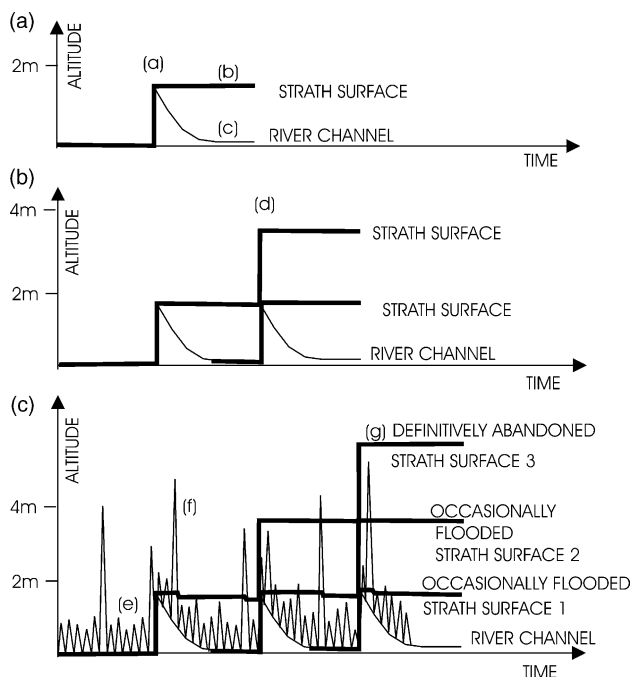 (a)
ALTITUDE
2m
(a)
(b)
STRATH SURFACE
(c)
RIVER CHANNEL
TIME
(b)
ALTITUDE
4m
(d)
STRATH SURFACE
2m
STRATH SURFACE
RIVER CHANNEL
TIME
(c)
ALTITUDE
(g) DEFINITIVELY ABANDONED
STRATH SURFACE 3
4m
(f)
OCCASIONALLY
FLOODED
STRATH SURFACE 2
2m
OCCASIONALLY FLOODED
(e)
STRATH SURFACE 1
RIVER CHANNEL
TIME